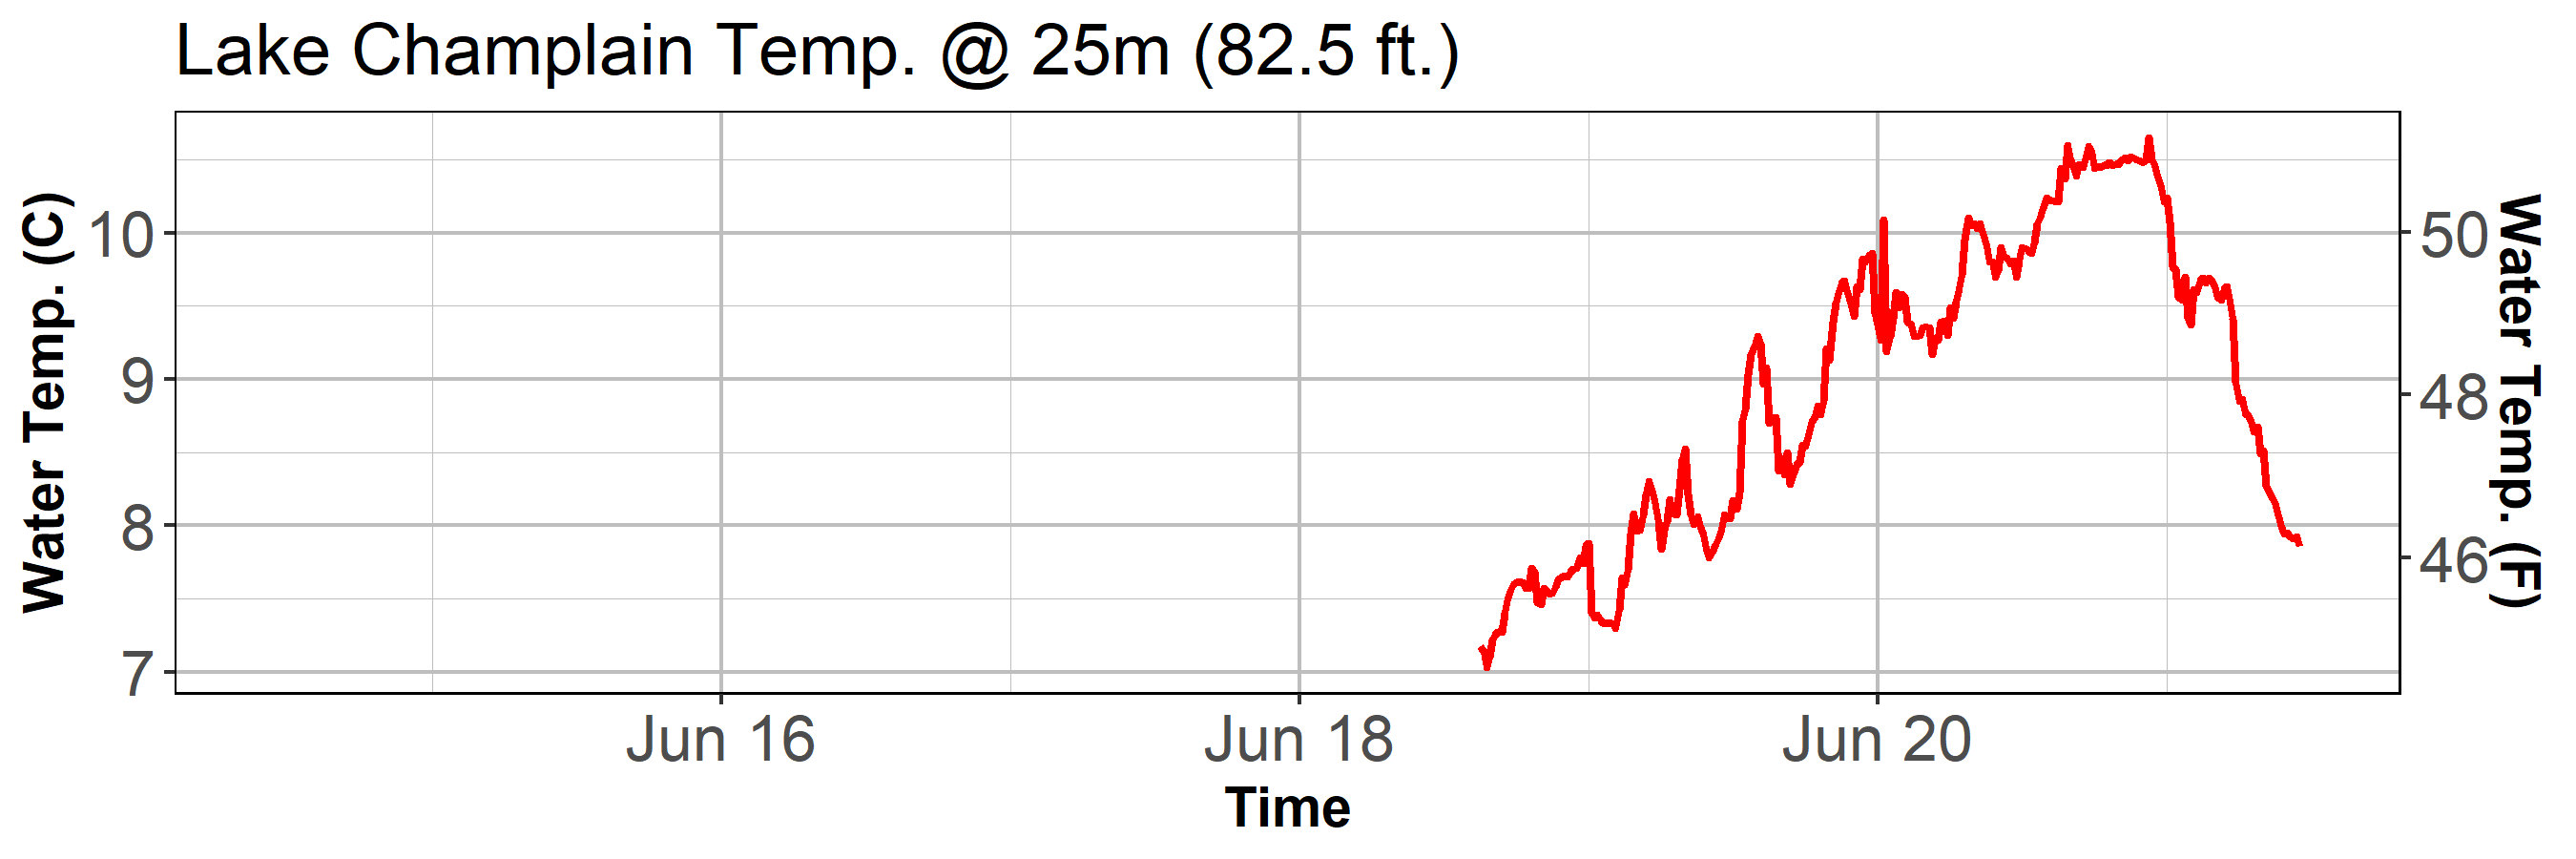 Lake Champlain Temp. @ 25m (82.5 ft.)
Water Temp. (C)
10
9
8
7
50
48
46
Water Temp. (F)
Jun 16
Jun 18
Jun 20
Time